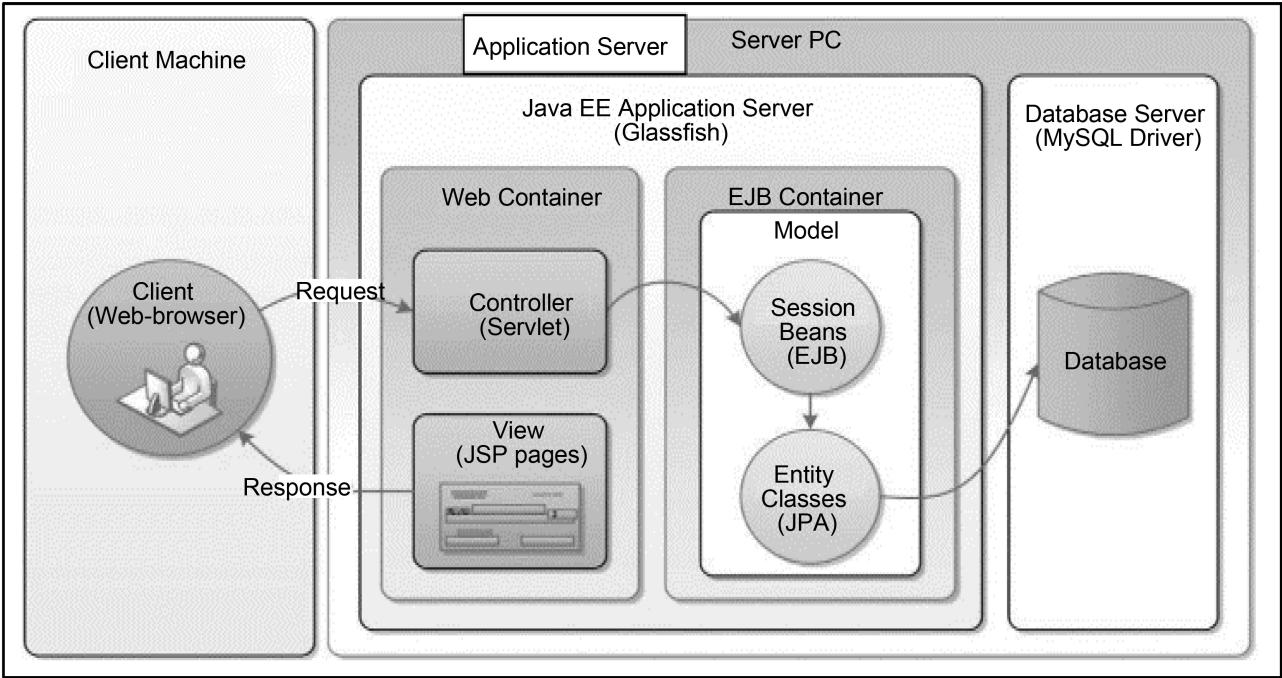 Client Machine
Application Server
Server PC
Java EE Application Server
(Glassfish)
Database Server
(MySQL Driver)
Web Container
EJB Container
Model
Client
(Web-browser)
Request
Controller
(Servlet)
Session
Beans
(EJB)
Database
View
(JSP pages)
Response
Entity
Classes
(JPA)